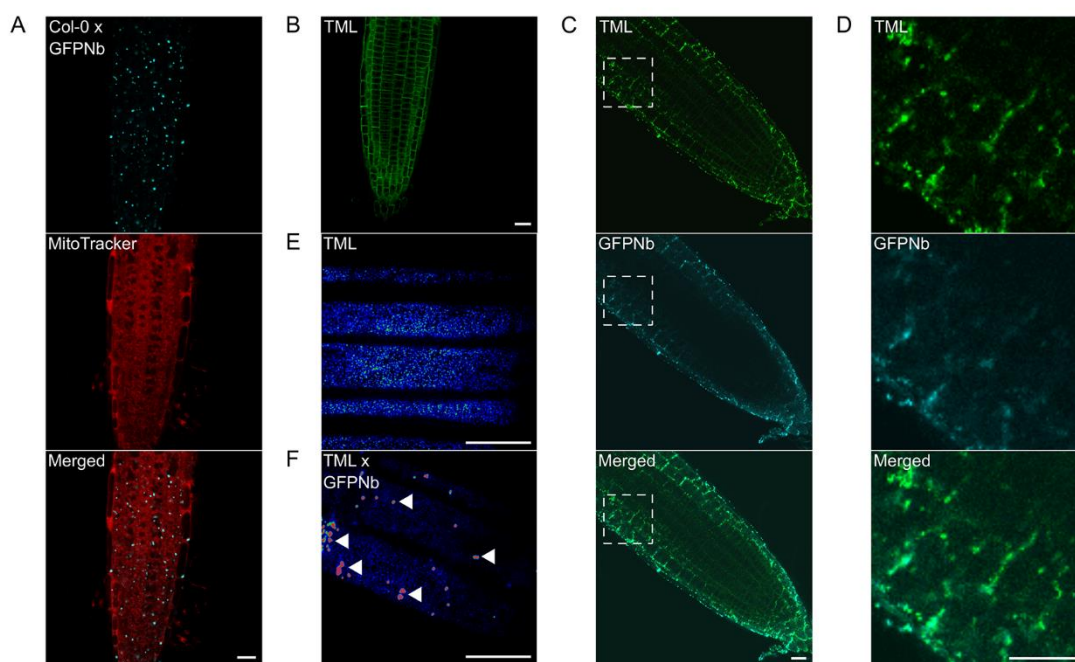 A
Col-0 x
GFPNb
MitoTracker
Merged
B
TML
E
TML
F
TML x
GFPNb
C
TML
GFPNb
Merged
D
TML
GFPNb
Merged